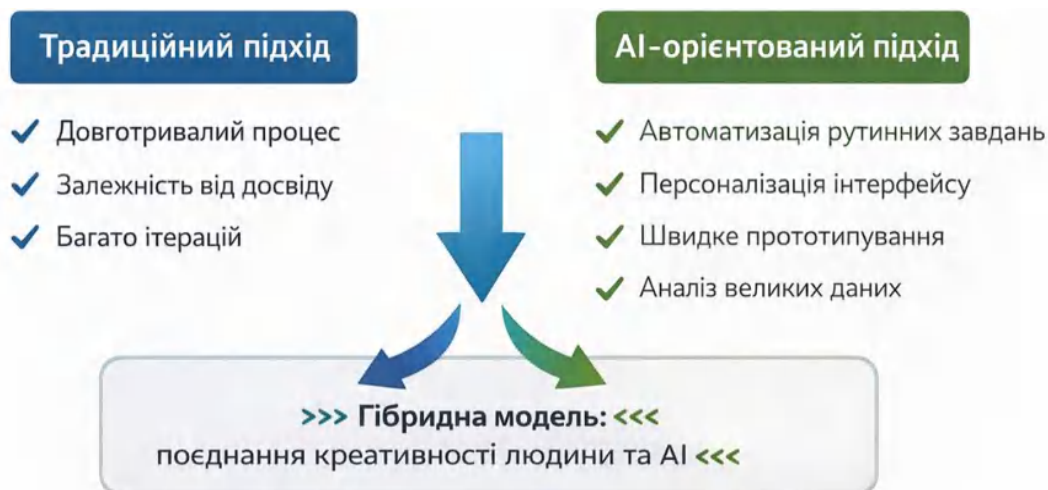 Традиційний підхід
Довготривалий процес
Залежність від досвіду
Багато ітерацій
AI-орієнтований підхід
Автоматизація рутинних завдань
Персоналізація інтерфейсу
Швидке прототипування
Аналіз великих даних
>>> Гібридна модель: <<<
поєднання креативності людини та AI <<<